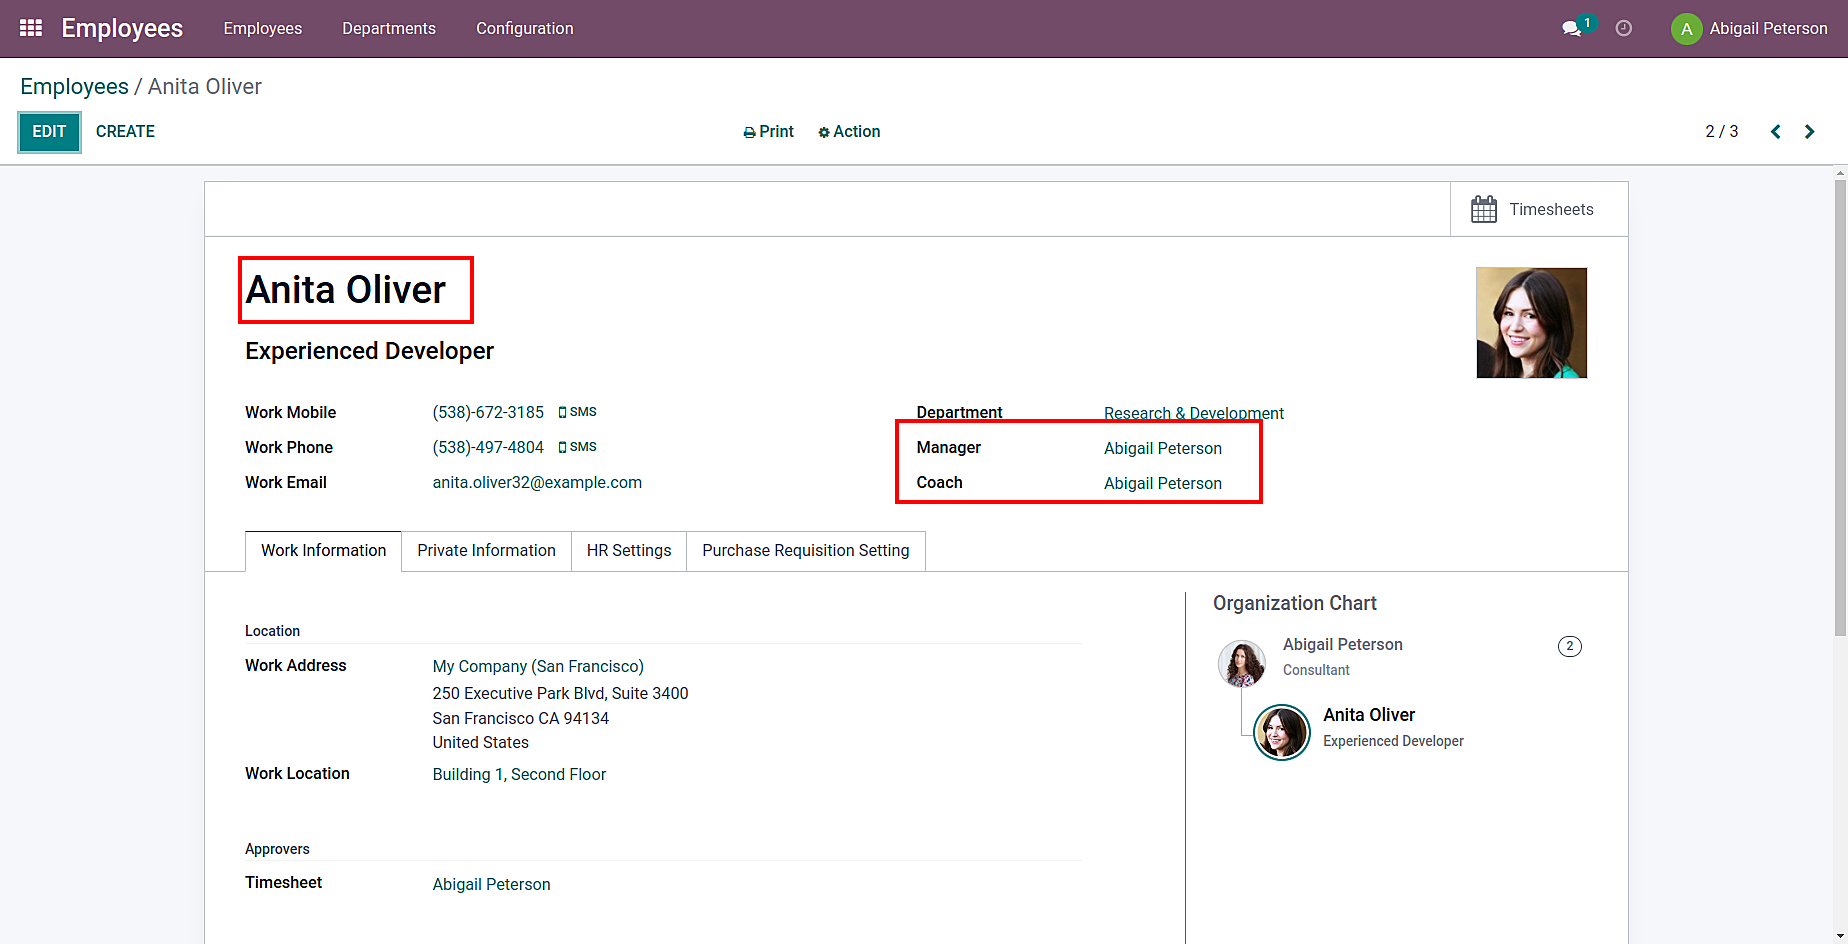 Employees Employees Departments Configuration 1 A Abigail Peterson
Employees / Anita Oliver
EDIT CREATE Print Action 2 / 3
Timesheets
Anita Oliver
Experienced Developer
Work Mobile (538)-672-3185 SMS Department Research & Development
Work Phone (538)-497-4804 SMS Manager Abigail Peterson
Work Email anita.oliver32@example.com Coach Abigail Peterson
Work Information Private Information HR Settings Purchase Requisition Setting
Location
Work Address My Company (San Francisco)
250 Executive Park Blvd, Suite 3400
San Francisco CA 94134
United States
Work Location Building 1, Second Floor
Approvers
Timesheet Abigail Peterson
Organization Chart
Abigail Peterson 2
Consultant
Anita Oliver
Experienced Developer